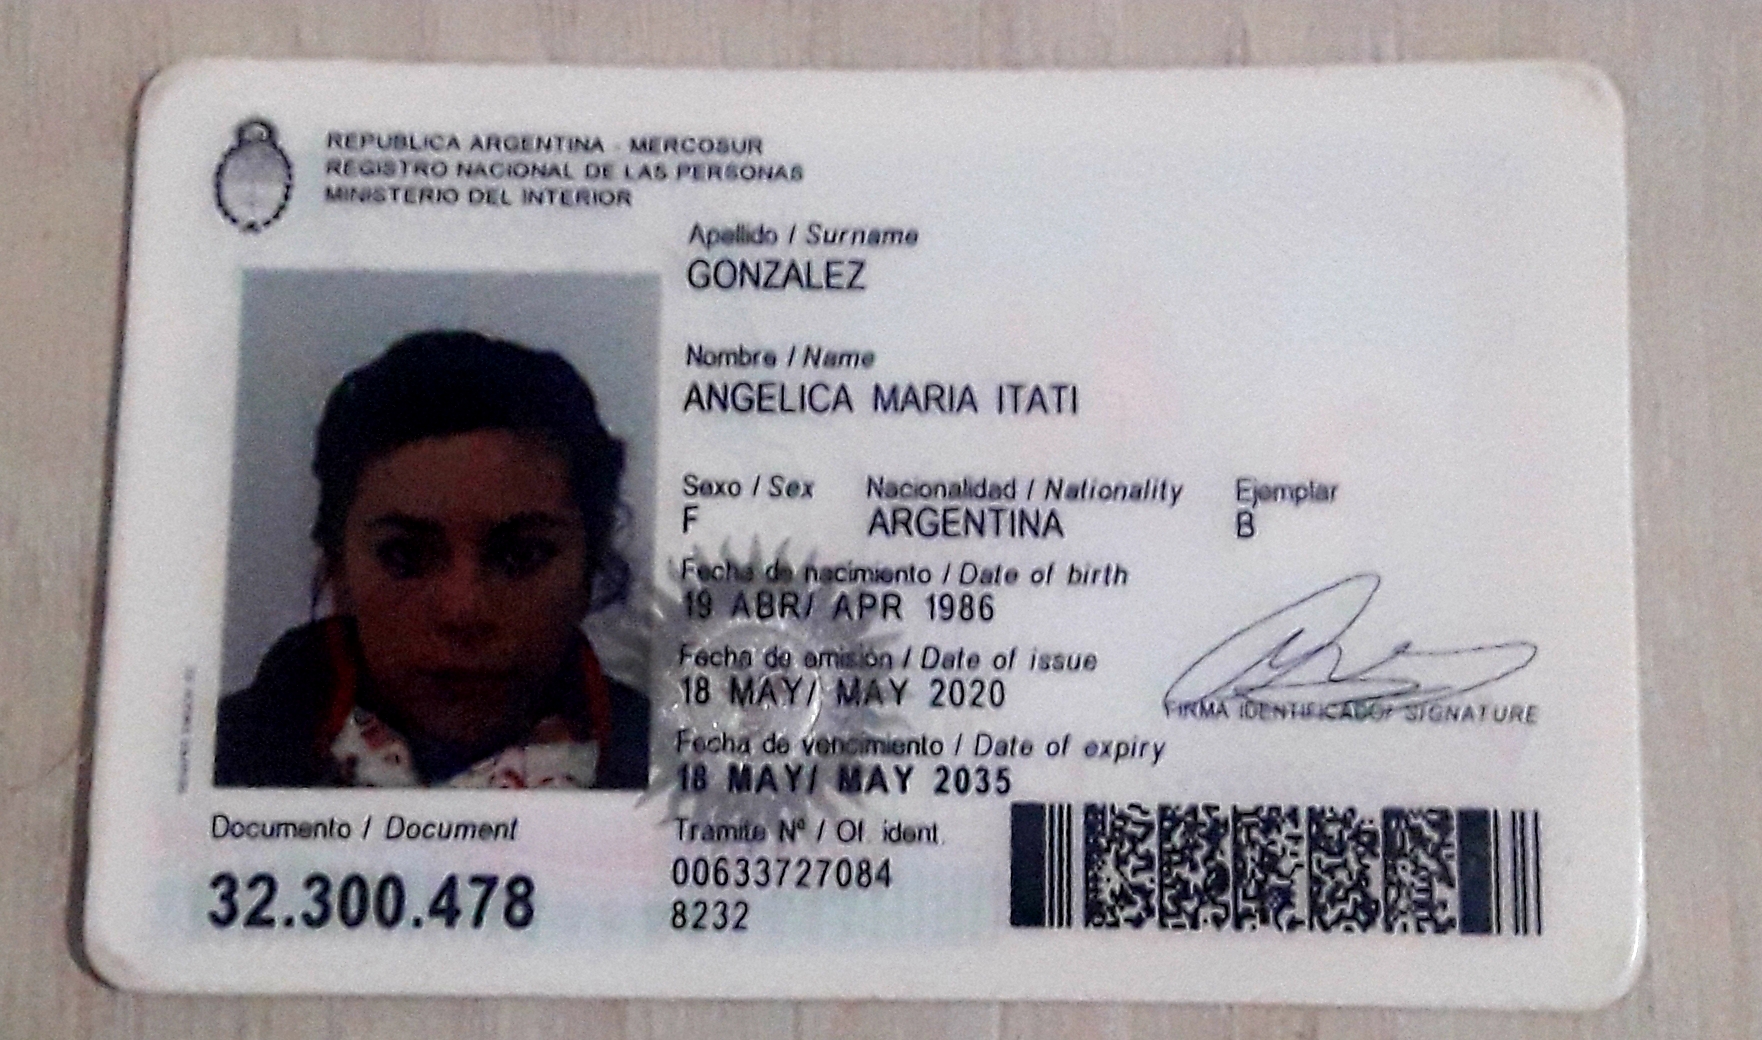 REPUBLICA ARGENTINA - MERCOSUR
REGISTRO NACIONAL DE LAS PERSONAS
MINISTERIO DEL INTERIOR
Apellido / Surname
GONZALEZ
Nombre / Name
ANGELICA MARIA ITATI
Sexo / Sex Nacionalidad / Nationality Ejemplar
F ARGENTINA B
Fecha de nacimiento / Date of birth
19 ABR/ APR 1986
Fecha de emisión / Date of issue
18 MAY/ MAY 2020
FIRMA IDENTIFICADO/ SIGNATURE
Fecha de vencimiento / Date of expiry
18 MAY/ MAY 2035
Documento / Document
32.300.478
Tramite Nº / Of. ident.
00633727084
8232